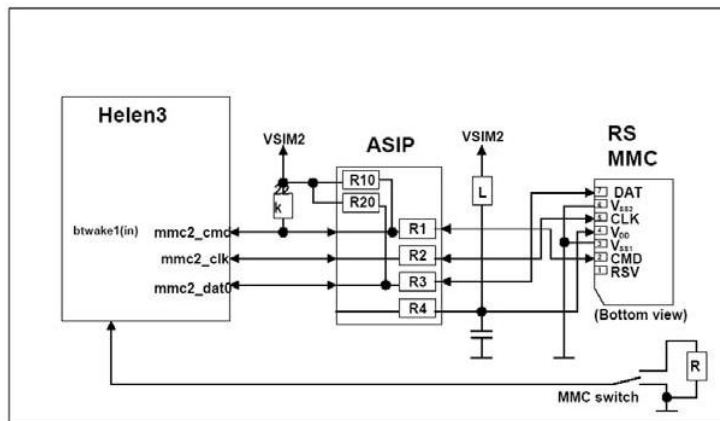 Helen3
VSIM2
ASIP
VSIM2
RS
MMC
R10
22
k
R20
L
7 DAT
6 VSS2
5 CLK
4 VDD
3 VSS1
2 CMD
1 RSV
btwake1(in)
mmc2_cmd
R1
mmc2_clk
R2
mmc2_dat0
R3
R4
(Bottom view)
R
MMC switch